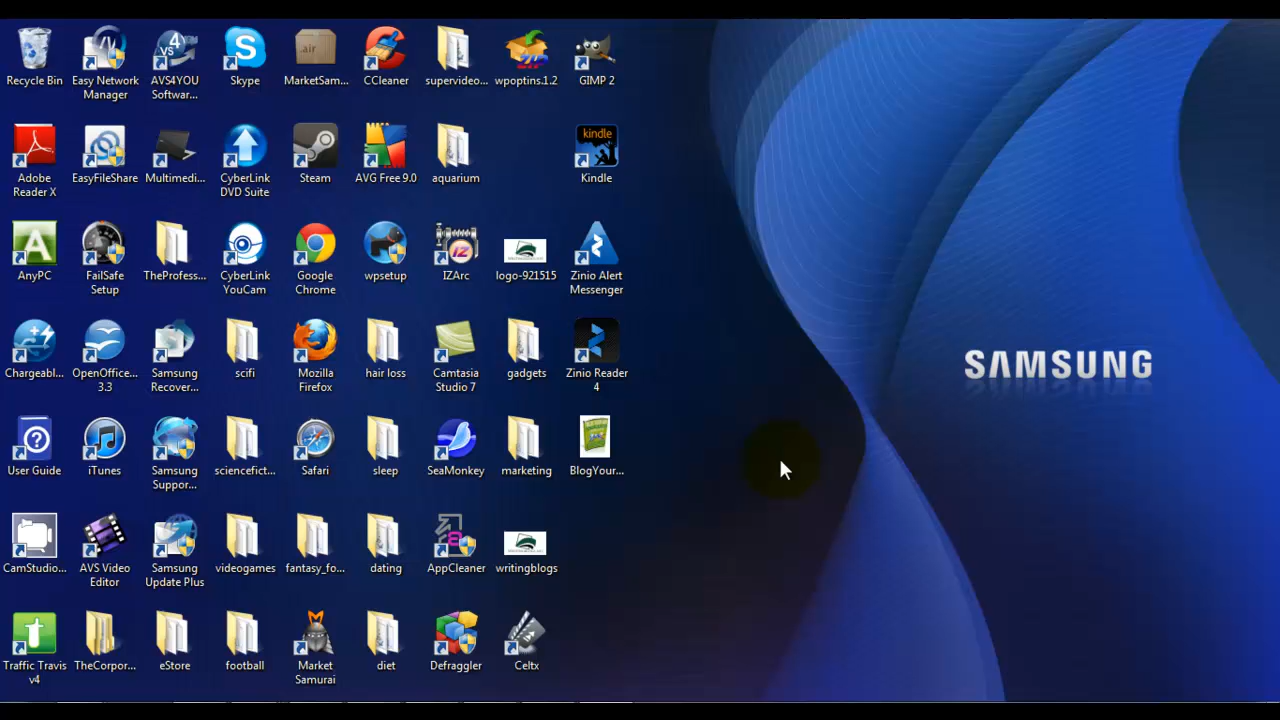 Recycle Bin
Easy Network
Manager
AVS4YOU
Softwar...
Skype
MarketSam...
CCleaner
supervideo...
wpoptins.1.2
GIMP 2
Adobe
Reader X
EasyFileShare
Multimedi...
CyberLink
DVD Suite
Steam
AVG Free 9.0
aquarium
kindle
Kindle
AnyPC
FailSafe
Setup
TheProfess...
CyberLink
YouCam
Google
Chrome
wpsetup
IZArc
logo-921515
Zinio Alert
Messenger
Chargeabl...
OpenOffice...
3.3
Samsung
Recover...
scifi
Mozilla
Firefox
hair loss
Camtasia
Studio 7
gadgets
Zinio Reader
4
SAMSUNG
User Guide
iTunes
Samsung
Suppor...
sciencefict...
Safari
sleep
SeaMonkey
marketing
BlogYour...
CamStudio...
AVS Video
Editor
Samsung
Update Plus
videogames
fantasy_fo...
dating
AppCleaner
writingblogs
Traffic Travis
v4
TheCorpor...
eStore
football
Market
Samurai
diet
Defraggler
Celtx